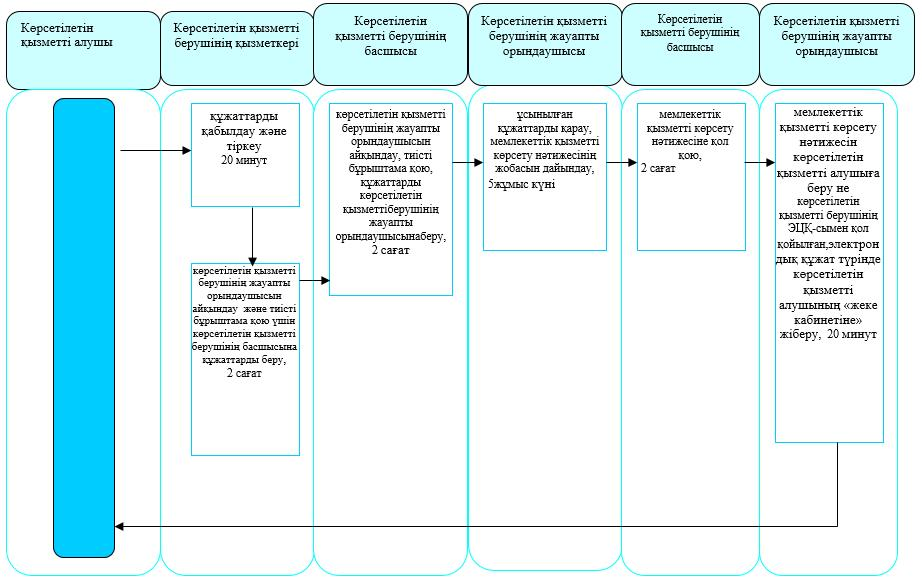 Көрсетілетін
қызметті алушы
Көрсетілетін қызметті
берушінің қызметкері
Көрсетілетін
қызметті берушінің
басшысы
Көрсетілетін қызметті
берушінің жауапты
орындаушысы
Көрсетілетін
қызметті берушінің
басшысы
Көрсетілетін қызметті
берушінің жауапты
орындаушысы
құжаттарды
қабылдау және
тіркеу
20 минут
көрсетілетін қызметті
берушінің жауапты
орындаушысын
айқындау және тиісті
бұрыштама қою үшін
көрсетілетін қызметті
берушінің басшысына
құжаттарды беру,
2 сағат
көрсетілетін қызметті
берушінің жауапты
орындаушысын
айқындау, тиісті
бұрыштама қою,
құжаттарды
көрсетілетін
қызметтіберушінің
жауапты
орындаушысынаберу,
2 сағат
ұсынылған
құжаттарды қарау,
мемлекеттік қызметті
көрсету нәтижесінің
жобасын дайындау,
5жұмыс күні
мемлекеттік
қызметті көрсету
нәтижесіне қол
қою,
2 сағат
мемлекеттік
қызметті көрсету
нәтижесін
көрсетілетін
қызметті алушыға
беру не
көрсетілетін
қызметті берушінің
ЭЦҚ-сымен қол
қойылған,электрон
дық құжат түрінде
көрсетілетін
қызметті
алушының «жеке
кабинетіне»
жіберу, 20 минут